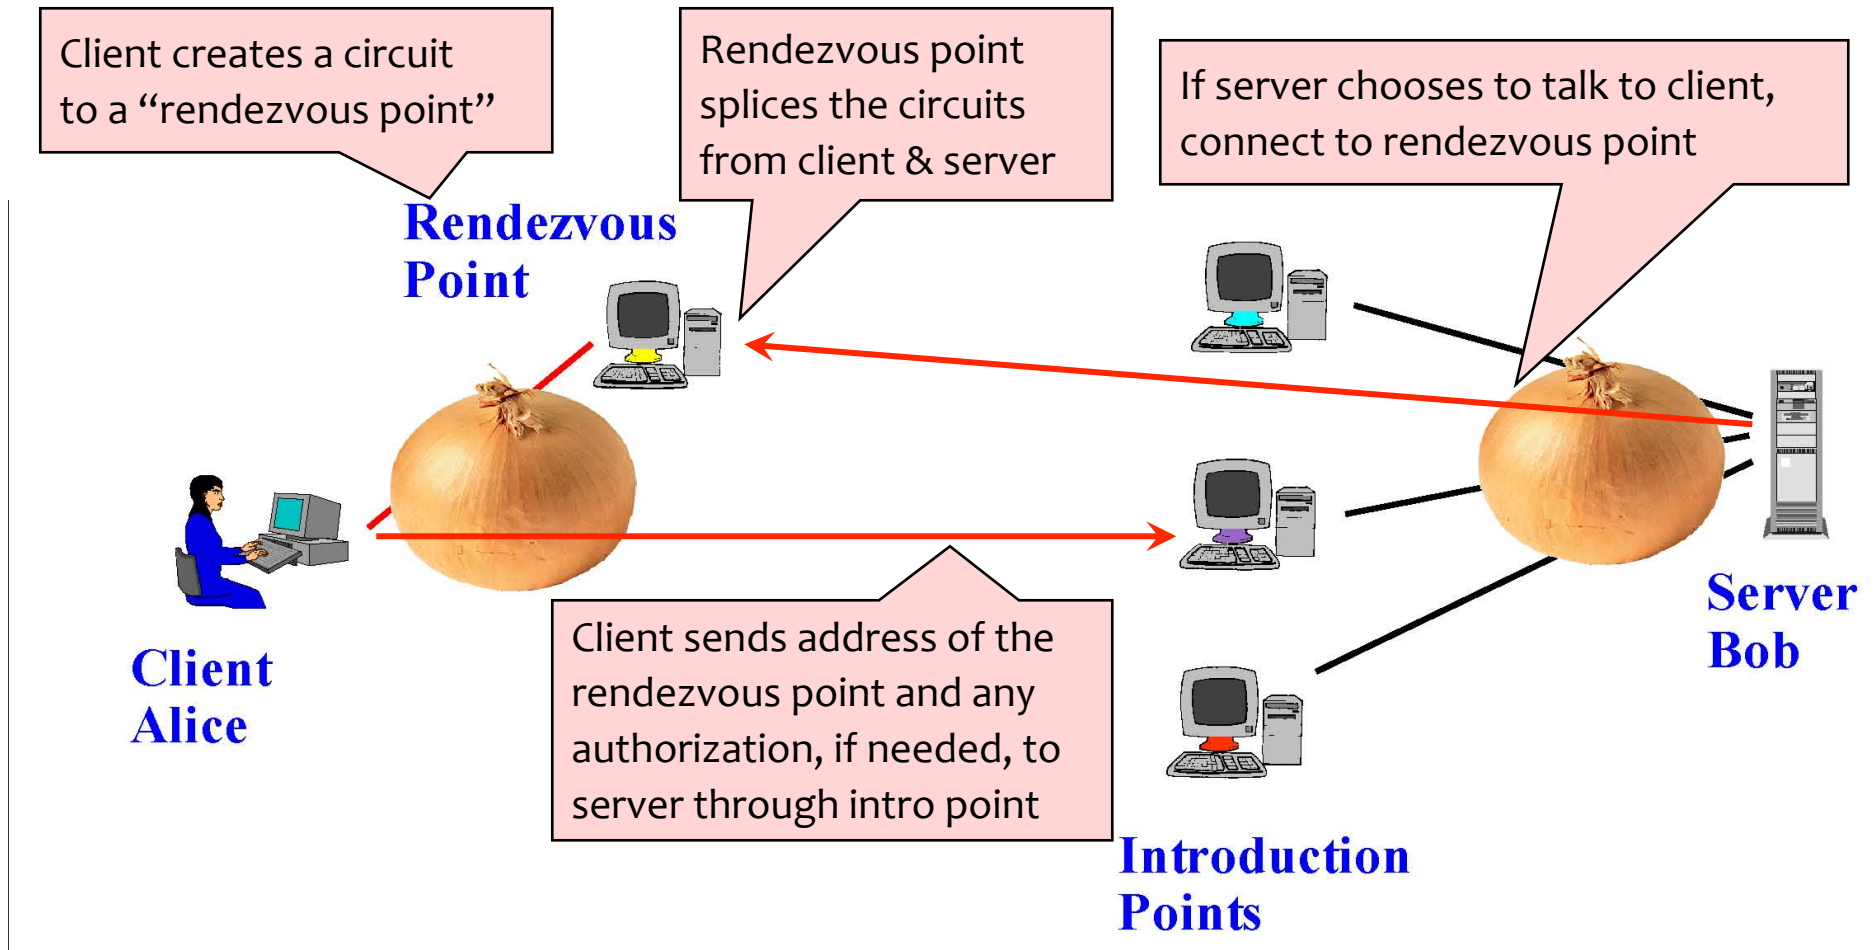 Client creates a circuit
to a “rendezvous point”
Rendezvous point
splices the circuits
from client & server
If server chooses to talk to client,
connect to rendezvous point
Rendezvous
Point
Client sends address of the
rendezvous point and any
authorization, if needed, to
server through intro point
Client
Alice
Server
Bob
Introduction
Points